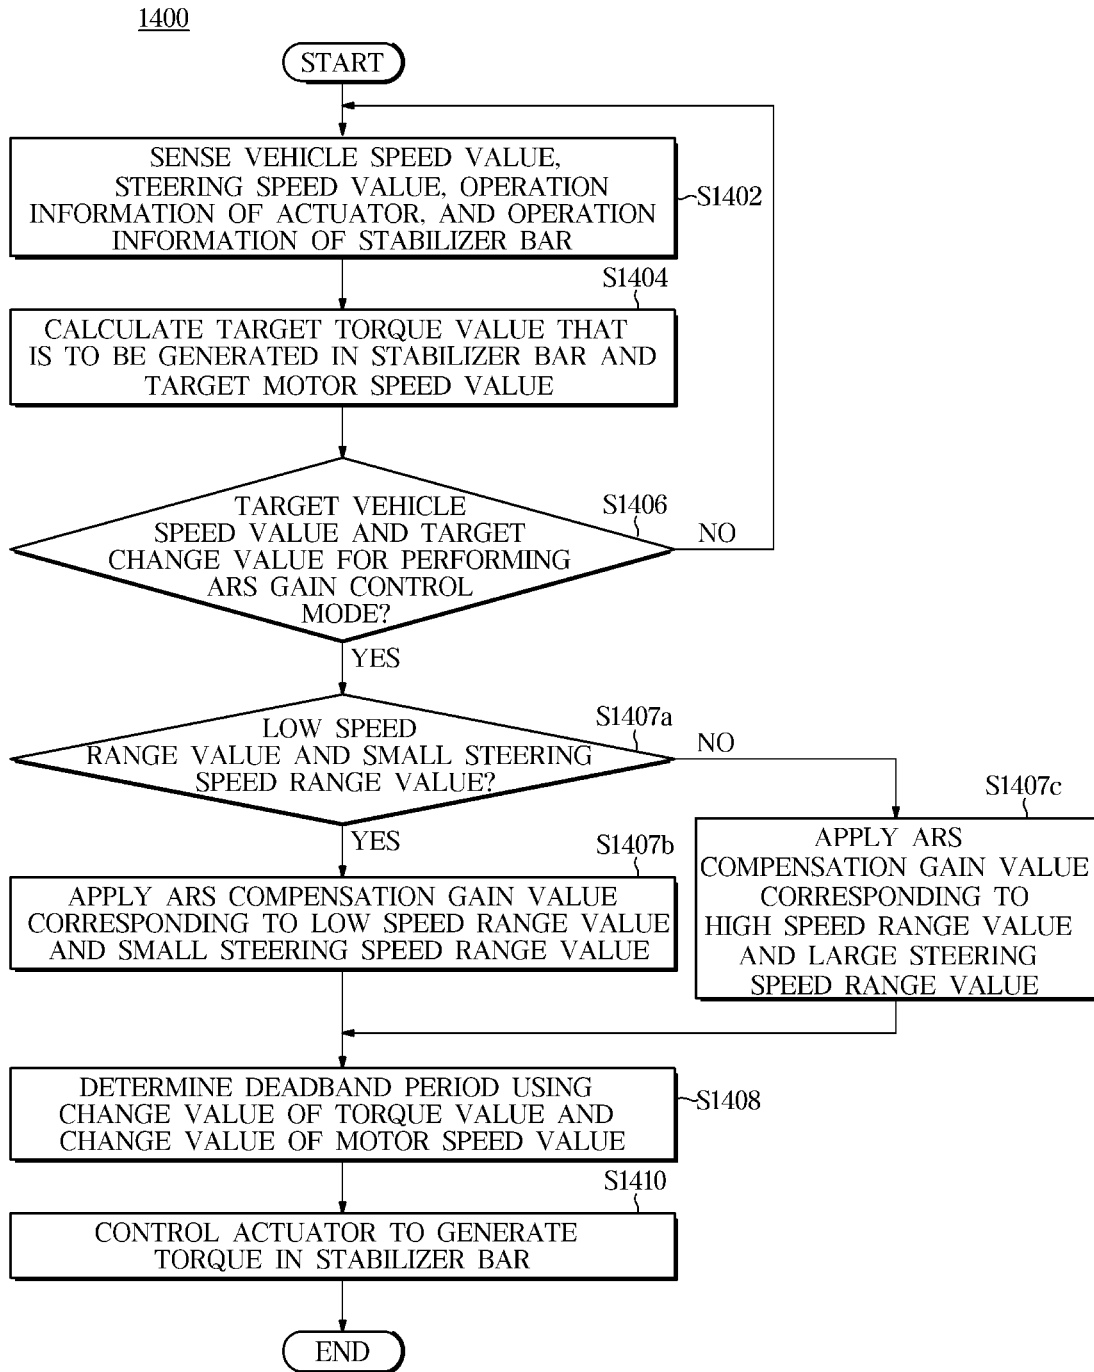 1400
START
SENSE VEHICLE SPEED VALUE,
STEERING SPEED VALUE, OPERATION
INFORMATION OF ACTUATOR, AND OPERATION
INFORMATION OF STABILIZER BAR
S1402
S1404
CALCULATE TARGET TORQUE VALUE THAT
IS TO BE GENERATED IN STABILIZER BAR AND
TARGET MOTOR SPEED VALUE
S1406
TARGET VEHICLE
SPEED VALUE AND TARGET
CHANGE VALUE FOR PERFORMING
ARS GAIN CONTROL
MODE?
NO
YES
S1407a
LOW SPEED
RANGE VALUE AND SMALL STEERING
SPEED RANGE VALUE?
NO
YES
S1407b
APPLY ARS COMPENSATION GAIN VALUE
CORRESPONDING TO LOW SPEED RANGE VALUE
AND SMALL STEERING SPEED RANGE VALUE
S1407c
APPLY ARS
COMPENSATION GAIN VALUE
CORRESPONDING TO
HIGH SPEED RANGE VALUE
AND LARGE STEERING
SPEED RANGE VALUE
DETERMINE DEADBAND PERIOD USING
CHANGE VALUE OF TORQUE VALUE AND
CHANGE VALUE OF MOTOR SPEED VALUE
S1408
S1410
CONTROL ACTUATOR TO GENERATE
TORQUE IN STABILIZER BAR
END